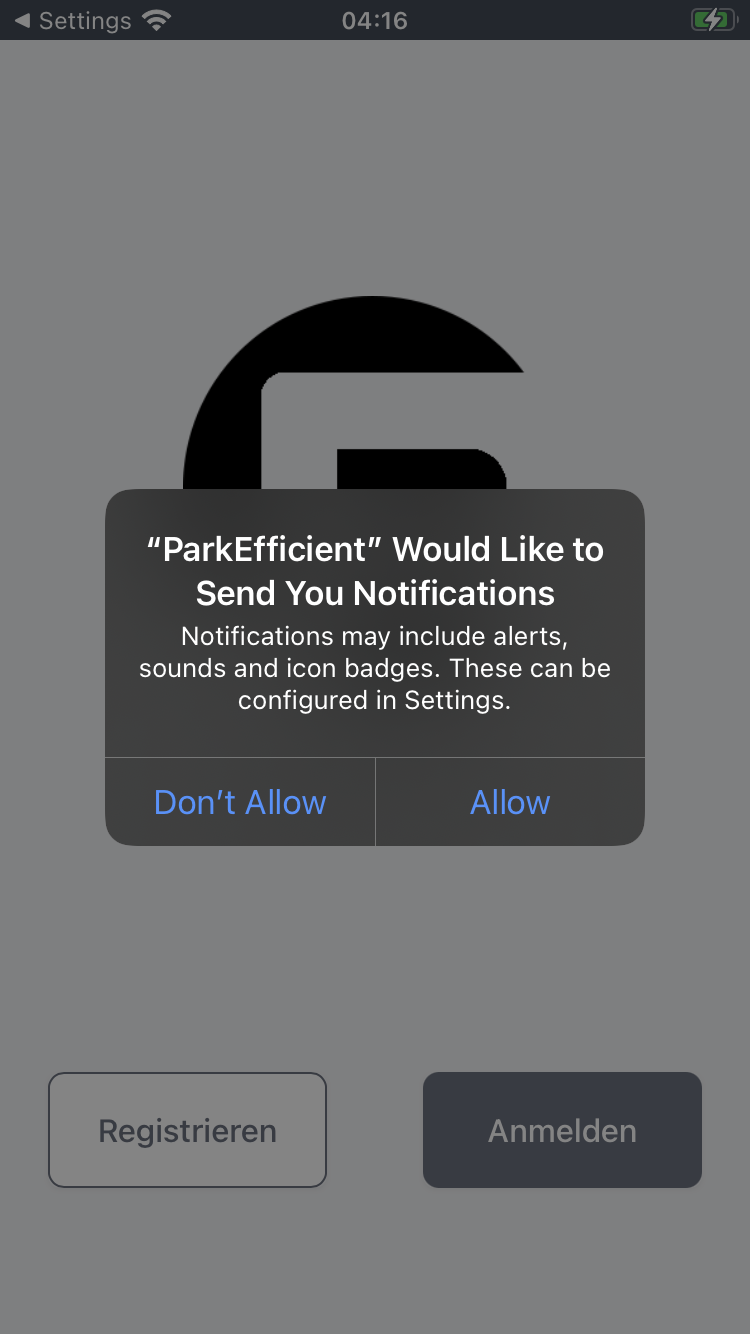 ◀ Settings 04:16
“ParkEfficient” Would Like to
Send You Notifications
Notifications may include alerts,
sounds and icon badges. These can be
configured in Settings.
Don’t Allow Allow
Registrieren Anmelden